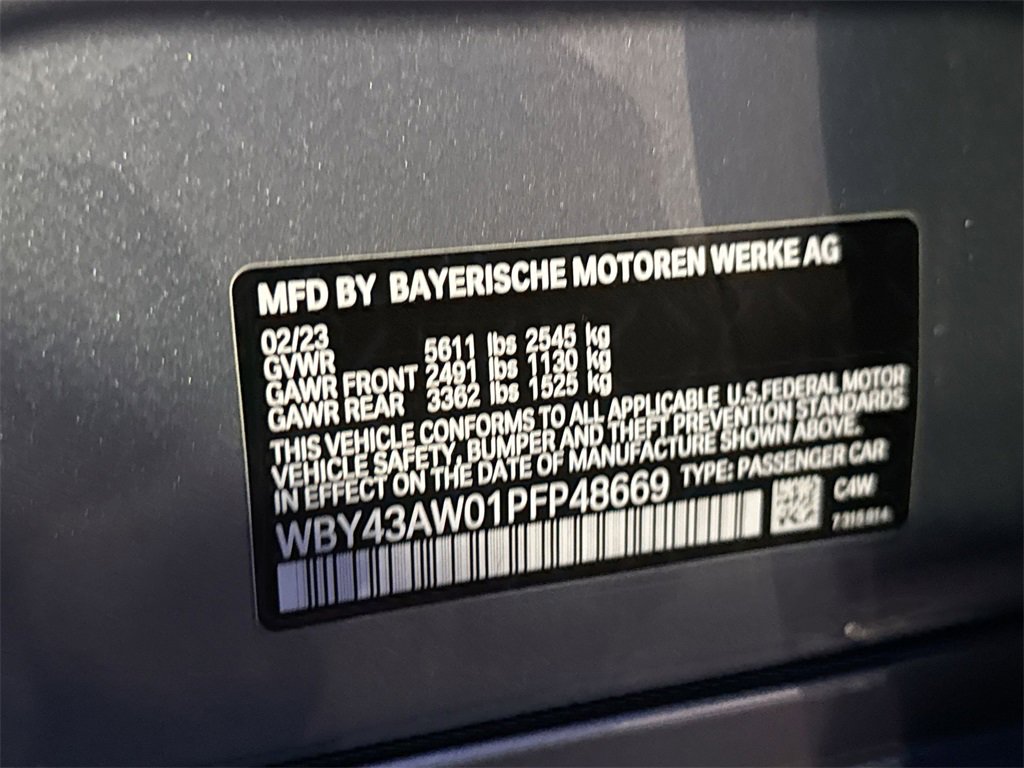 MFD BY BAYERISCHE MOTOREN WERKE AG
02/23
GVWR 5611 lbs 2545 kg
GAWR FRONT 2491 lbs 1130 kg
GAWR REAR 3362 lbs 1525 kg
THIS VEHICLE CONFORMS TO ALL APPLICABLE U.S.FEDERAL MOTOR
VEHICLE SAFETY, BUMPER AND THEFT PREVENTION STANDARDS
IN EFFECT ON THE DATE OF MANUFACTURE SHOWN ABOVE.
WBY43AW01PFP48669 TYPE: PASSENGER CAR
C4W